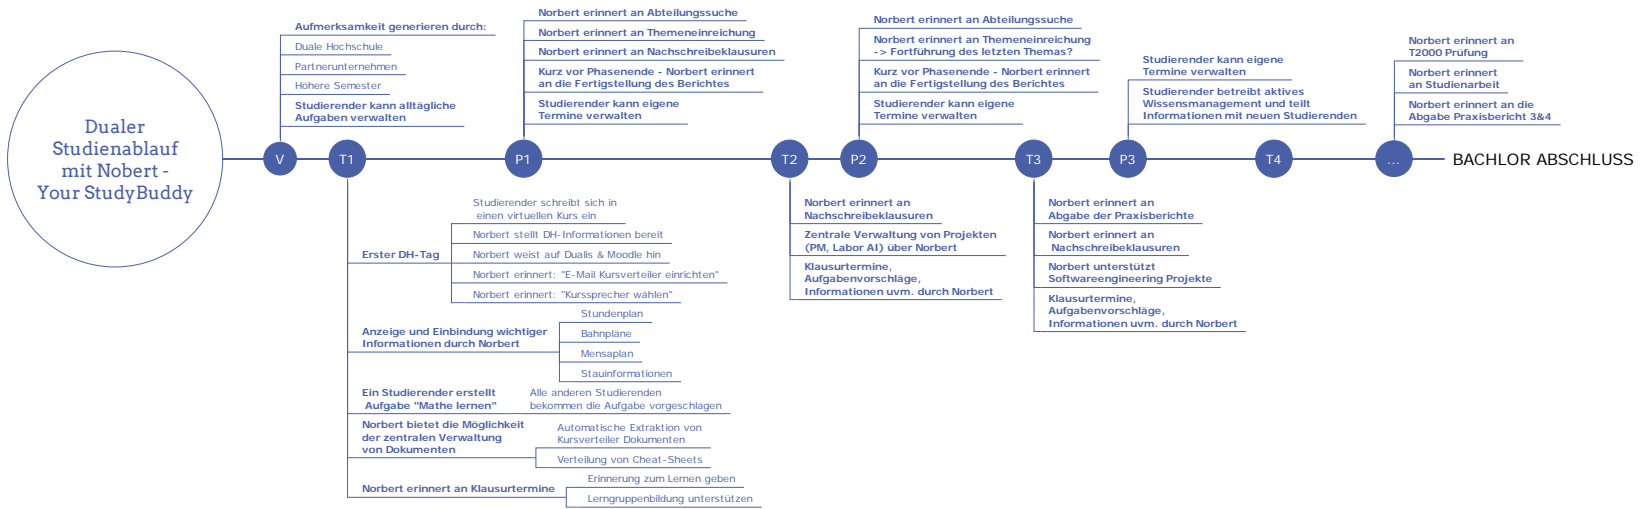 Dualer
Studienablauf
mit Nobert -
Your StudyBuddy
V
Aufmerksamkeit generieren durch:
Duale Hochschule
Partnerunternehmen
Höhere Semester
Studierender kann alltägliche
Aufgaben verwalten
T1
Erster DH-Tag
Studierender schreibt sich in
einen virtuellen Kurs ein
Norbert stellt DH-Informationen bereit
Norbert weist auf Dualis & Moodle hin
Norbert erinnert: "E-Mail Kursverteiler einrichten"
Norbert erinnert: "Kurssprecher wählen"
Anzeige und Einbindung wichtiger
Informationen durch Norbert
Stundenplan
Bahnpläne
Mensaplan
Stauinformationen
Ein Studierender erstellt
Aufgabe "Mathe lernen"
Alle anderen Studierenden
bekommen die Aufgabe vorgeschlagen
Norbert bietet die Möglichkeit
der zentralen Verwaltung
von Dokumenten
Automatische Extraktion von
Kursverteiler Dokumenten
Verteilung von Cheat-Sheets
Norbert erinnert an Klausurtermine
Erinnerung zum Lernen geben
Lerngruppenbildung unterstützen
P1
Norbert erinnert an Abteilungssuche
Norbert erinnert an Themeneinreichung
Norbert erinnert an Nachschreibeklausuren
Kurz vor Phasenende - Norbert erinnert
an die Fertigstellung des Berichtes
Studierender kann eigene
Termine verwalten
T2
Norbert erinnert an
Nachschreibeklausuren
Zentrale Verwaltung von Projekten
(PM, Labor AI) über Norbert
Klausurtermine,
Aufgabenvorschläge,
Informationen uvm. durch Norbert
P2
Norbert erinnert an Abteilungssuche
Norbert erinnert an Themeneinreichung
-> Fortführung des letzten Themas?
Kurz vor Phasenende - Norbert erinnert
an die Fertigstellung des Berichtes
Studierender kann eigene
Termine verwalten
T3
Norbert erinnert an
Abgabe der Praxisberichte
Norbert erinnert an
Nachschreibeklausuren
Norbert unterstützt
Softwareengineering Projekte
Klausurtermine,
Aufgabenvorschläge,
Informationen uvm. durch Norbert
P3
Studierender kann eigene
Termine verwalten
Studierender betreibt aktives
Wissensmanagement und teilt
Informationen mit neuen Studierenden
T4
...
Norbert erinnert an
T2000 Prüfung
Norbert erinnert
an Studienarbeit
Norbert erinnert an die
Abgabe Praxisbericht 3&4
BACHLOR ABSCHLUSS